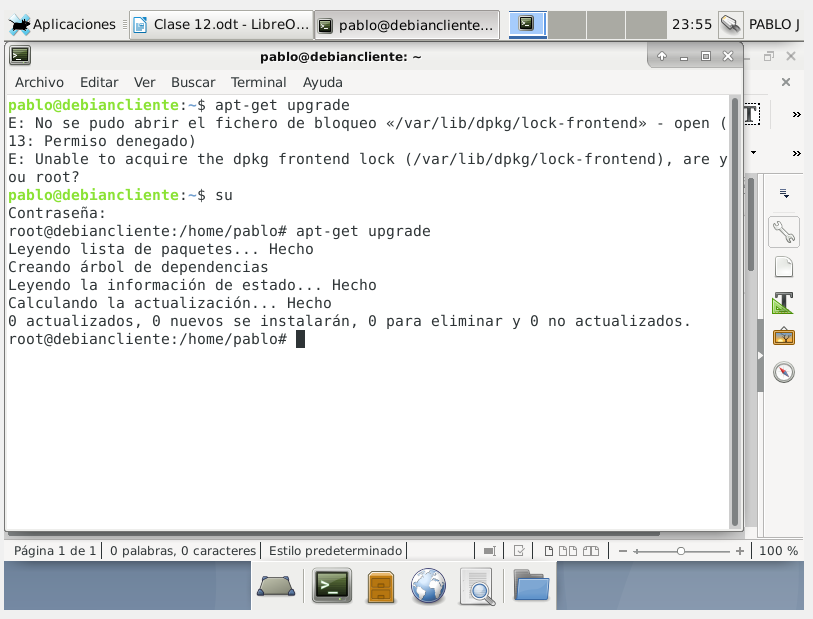 Aplicaciones
Clase 12.odt - LibreO...
pablo@debiancliente...
23:55
PABLO J
pablo@debiancliente: ~
Archivo Editar Ver Buscar Terminal Ayuda
pablo@debiancliente:~$ apt-get upgrade
E: No se pudo abrir el fichero de bloqueo «/var/lib/dpkg/lock-frontend» - open (
13: Permiso denegado)
E: Unable to acquire the dpkg frontend lock (/var/lib/dpkg/lock-frontend), are y
ou root?
pablo@debiancliente:~$ su
Contraseña:
root@debiancliente:/home/pablo# apt-get upgrade
Leyendo lista de paquetes... Hecho
Creando árbol de dependencias
Leyendo la información de estado... Hecho
Calculando la actualización... Hecho
0 actualizados, 0 nuevos se instalarán, 0 para eliminar y 0 no actualizados.
root@debiancliente:/home/pablo#
Página 1 de 1
0 palabras, 0 caracteres
Estilo predeterminado
100 %